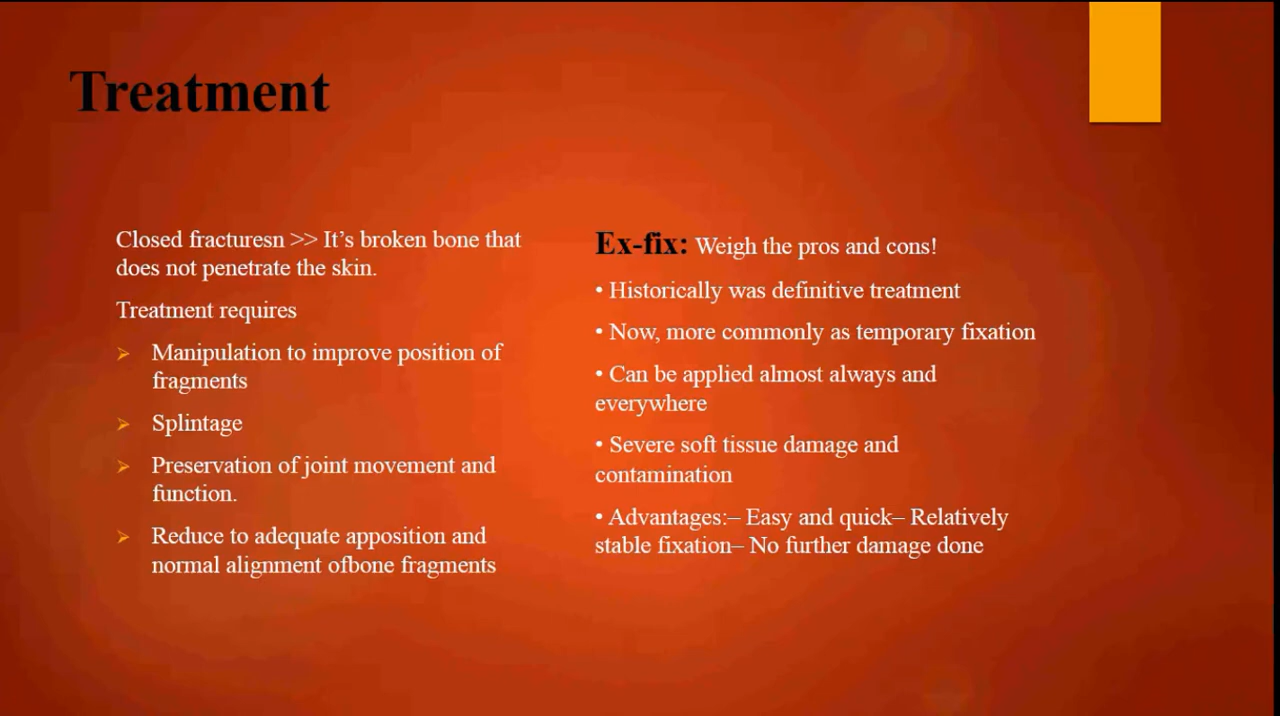 Treatment
Closed fracturesn >> It's broken bone that
does not penetrate the skin.
Treatment requires
➢ Manipulation to improve position of
fragments
➢ Splintage
➢ Preservation of joint movement and
function.
➢ Reduce to adequate apposition and
normal alignment ofbone fragments
Ex-fix: Weigh the pros and cons!
• Historically was definitive treatment
• Now, more commonly as temporary fixation
• Can be applied almost always and
everywhere
• Severe soft tissue damage and
contamination
• Advantages:– Easy and quick– Relatively
stable fixation– No further damage done